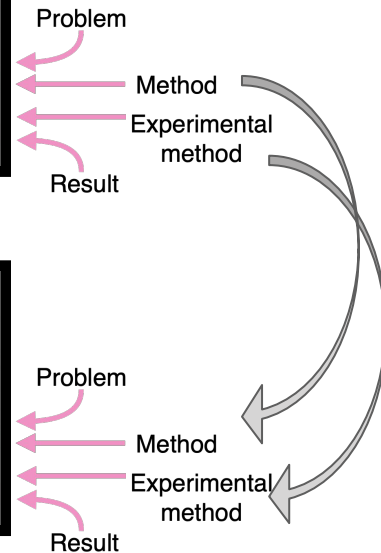 Problem
Method
Experimental
method
Result
Problem
Method
Experimental
method
Result